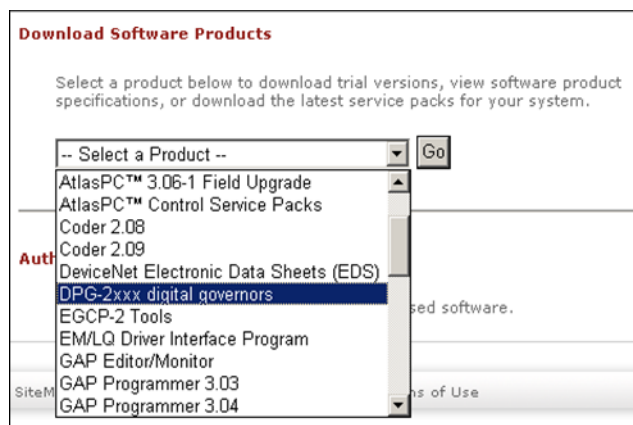 Download Software Products
Select a product below to download trial versions, view software product
specifications, or download the latest service packs for your system.
-- Select a Product --
Go
AtlasPC™ 3.06-1 Field Upgrade
AtlasPC™ Control Service Packs
Coder 2.08
Coder 2.09
DeviceNet Electronic Data Sheets (EDS)
DPG-2xxx digital governors
EGCP-2 Tools
EM/LQ Driver Interface Program
GAP Editor/Monitor
GAP Programmer 3.03
GAP Programmer 3.04
Auth
sed software.
SiteM
ns of Use